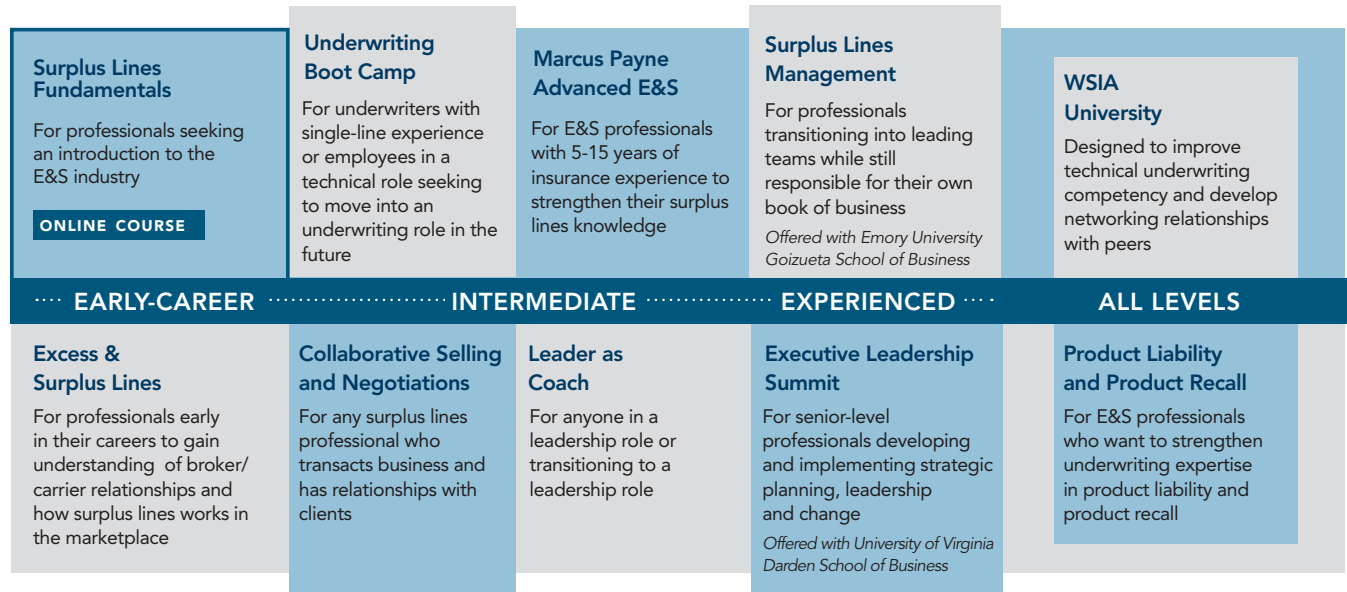 Surplus Lines
Fundamentals
For professionals seeking
an introduction to the
E&S industry
ONLINE COURSE
Underwriting
Boot Camp
For underwriters with
single-line experience
or employees in a
technical role seeking
to move into an
underwriting role in the
future
Marcus Payne
Advanced E&S
For E&S professionals
with 5-15 years of
insurance experience to
strengthen their surplus
lines knowledge
Surplus Lines
Management
For professionals
transitioning into leading
teams while still
responsible for their own
book of business
Offered with Emory University
Goizueta School of Business
WSIA
University
Designed to improve
technical underwriting
competency and develop
networking relationships
with peers
EARLY-CAREER INTERMEDIATE EXPERIENCED ALL LEVELS
Excess &
Surplus Lines
For professionals early
in their careers to gain
understanding of broker/
carrier relationships and
how surplus lines works in
the marketplace
Collaborative Selling
and Negotiations
For any surplus lines
professional who
transacts business and
has relationships with
clients
Leader as
Coach
For anyone in a
leadership role or
transitioning to a
leadership role
Executive Leadership
Summit
For senior-level
professionals developing
and implementing strategic
planning, leadership
and change
Offered with University of Virginia
Darden School of Business
Product Liability
and Product Recall
For E&S professionals
who want to strengthen
underwriting expertise
in product liability and
product recall